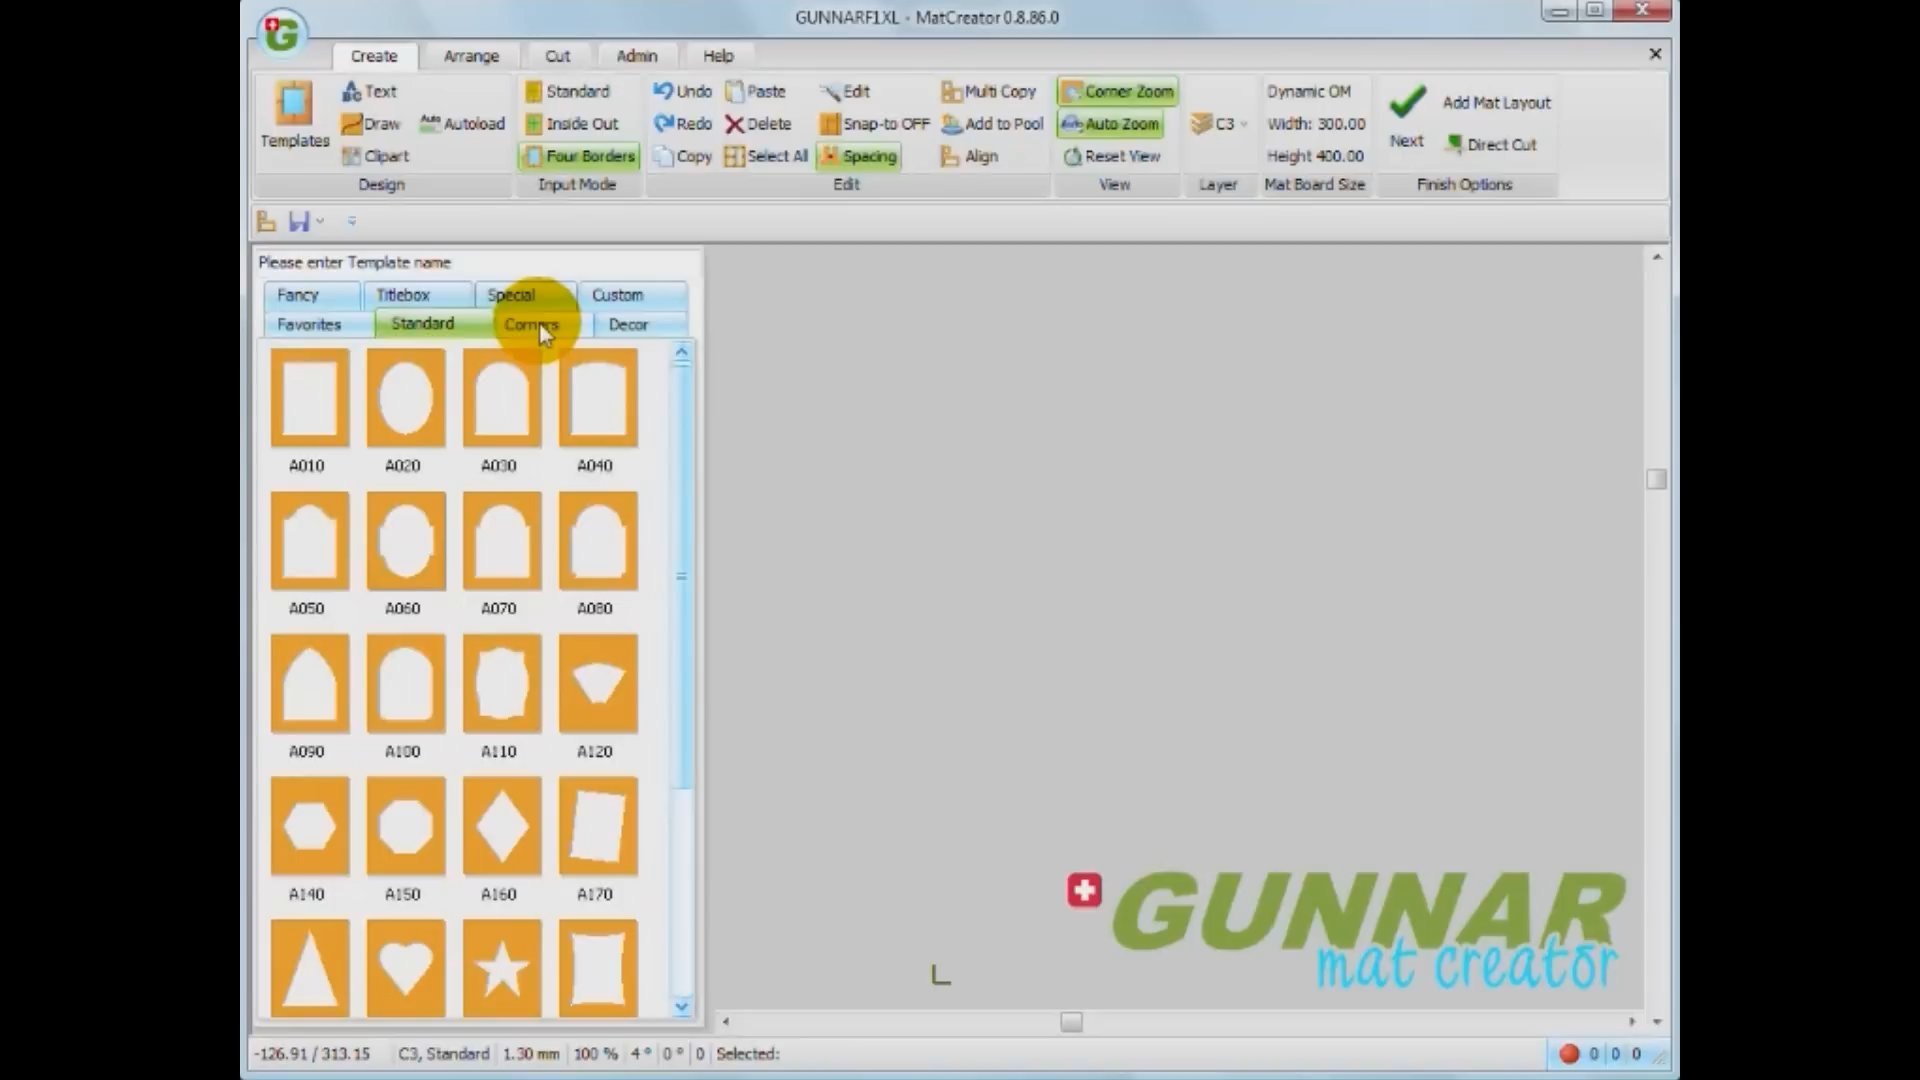 GUNNARF1XL - MatCreator 0.8.86.0
Create Arrange Cut Admin Help
Templates
Text
Draw Autoload
Clipart
Design
Standard
Inside Out
Four Borders
Input Mode
Undo Paste Edit Multi Copy
Redo Delete Snap-to OFF Add to Pool
Copy Select All Spacing Align
Edit
Corner Zoom
Auto Zoom
Reset View
View
C3
Layer
Dynamic OM
Width: 300.00
Height 400.00
Mat Board Size
Next
Add Mat Layout
Direct Cut
Finish Options
Please enter Template name
Fancy Titlebox Special Custom
Favorites Standard Corners Decor
A010 A020 A030 A040
A050 A060 A070 A080
A090 A100 A110 A120
A140 A150 A160 A170
GUNNAR
mat creator
-126.91 / 313.15 C3, Standard 1.30 mm 100 % 4 ° 0 ° 0 Selected: 0 0 0